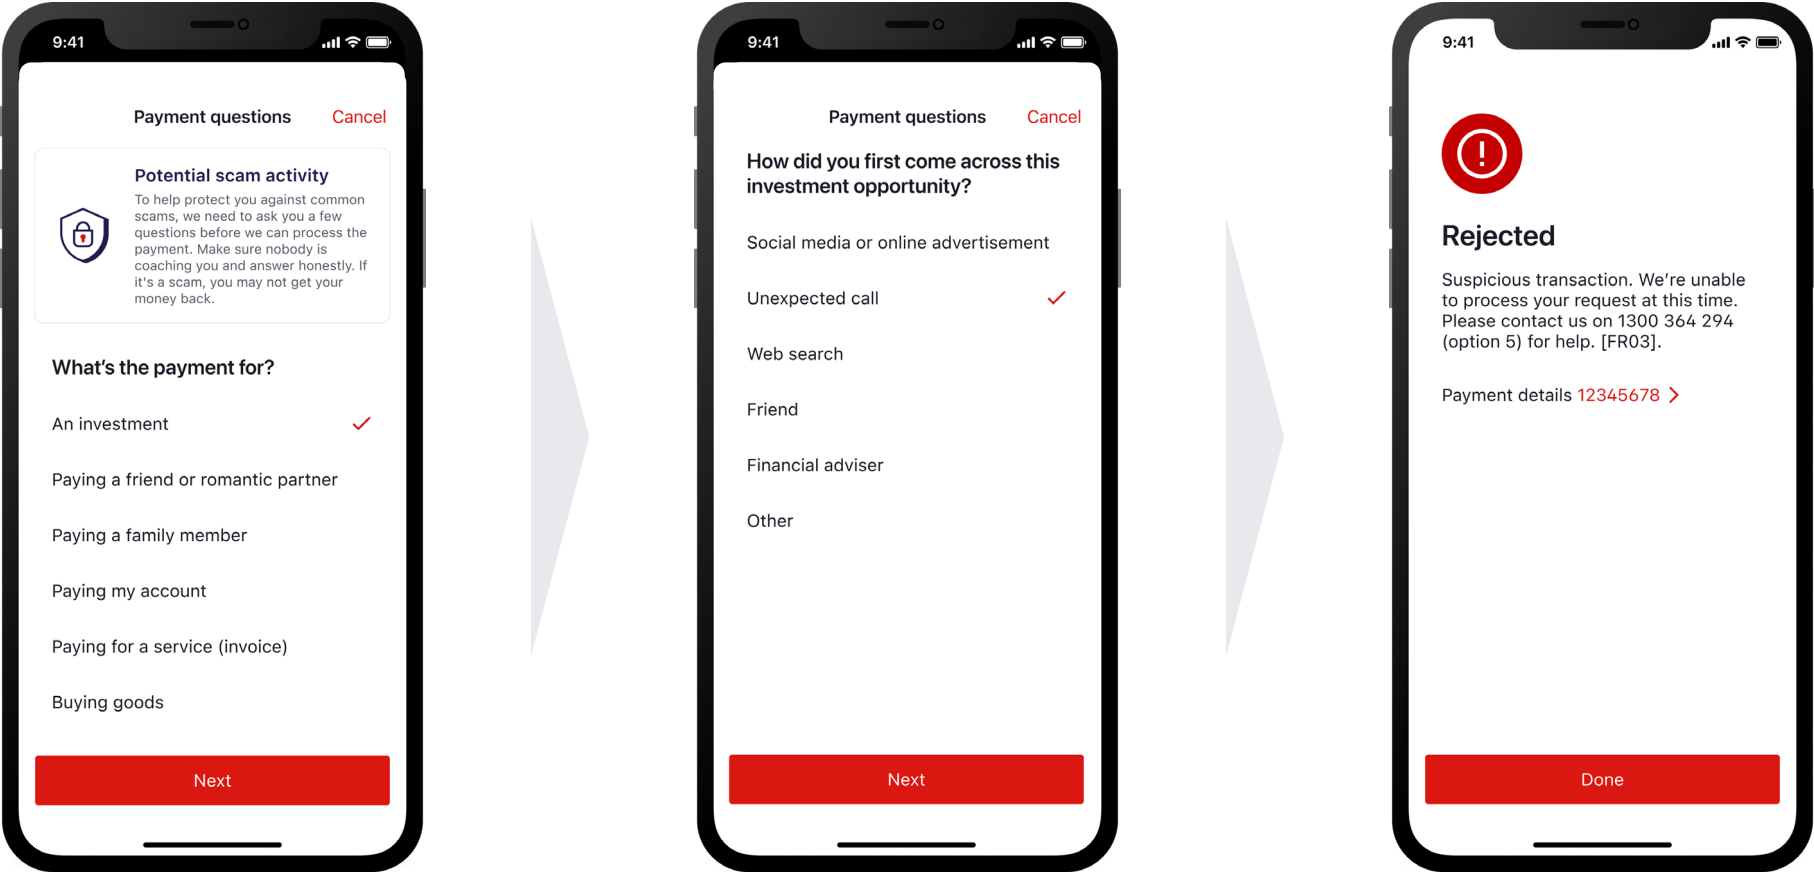 9:41
Payment questions
Cancel
Potential scam activity
To help protect you against common
scams, we need to ask you a few
questions before we can process the
payment. Make sure nobody is
coaching you and answer honestly. If
it's a scam, you may not get your
money back.
What's the payment for?
An investment
Paying a friend or romantic partner
Paying a family member
Paying my account
Paying for a service (invoice)
Buying goods
Next
9:41
Payment questions
Cancel
How did you first come across this
investment opportunity?
Social media or online advertisement
Unexpected call
Web search
Friend
Financial adviser
Other
Next
9:41
Rejected
Suspicious transaction. We're unable
to process your request at this time.
Please contact us on 1300 364 294
(option 5) for help. [FR03].
Payment details 12345678
Done